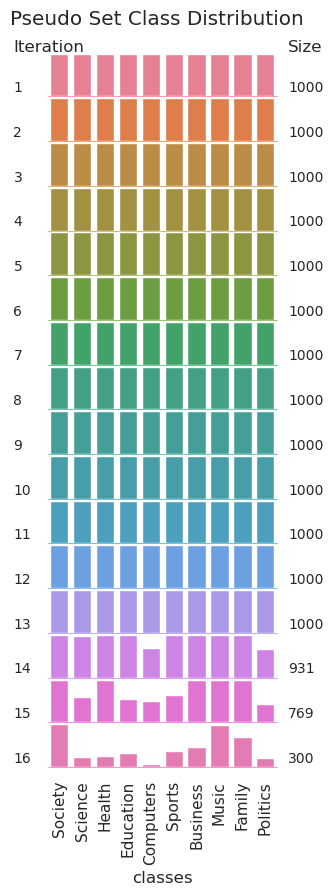 Pseudo Set Class Distribution
Iteration Size
1 1000
2 1000
3 1000
4 1000
5 1000
6 1000
7 1000
8 1000
9 1000
10 1000
11 1000
12 1000
13 1000
14 931
15 769
16 300
Society
Science
Health
Education
Computers
Sports
Business
Music
Family
Politics
classes